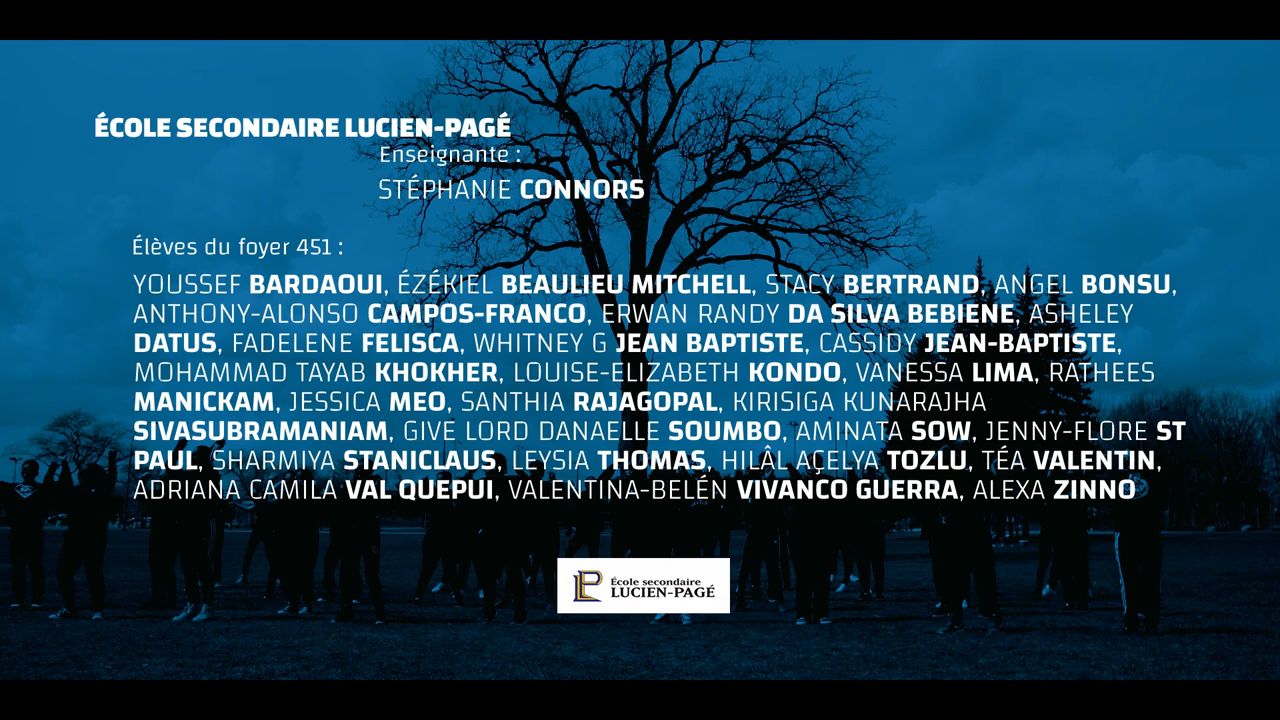 ÉCOLE SECONDAIRE LUCIEN-PAGÉ
Enseignante :
STÉPHANIE CONNORS
Élèves du foyer 451 :
YOUSSEF BARDAOUI, ÉZÉKIEL BEAULIEU MITCHELL, STACY BERTRAND, ANGEL BONSU,
ANTHONY-ALONSO CAMPOS-FRANCO, ERWAN RANDY DA SILVA BEBIENE, ASHELEY
DATUS, FADELENE FELISCA, WHITNEY G JEAN BAPTISTE, CASSIDY JEAN-BAPTISTE,
MOHAMMAD TAYAB KHOKHER, LOUISE-ELIZABETH KONDO, VANESSA LIMA, RATHEES
MANICKAM, JESSICA MEO, SANTHIA RAJAGOPAL, KIRISIGA KUNARAJHA
SIVASUBRAMANIAM, GIVE LORD DANAELLE SOUMBO, AMINATA SOW, JENNY-FLORE ST
PAUL, SHARMIYA STANICLAUS, LEYSIA THOMAS, HILÂL AÇELYA TOZLU, TÉA VALENTIN,
ADRIANA CAMILA VAL QUEPUI, VALENTINA-BELÉN VIVANCO GUERRA, ALEXA ZINNO
LP École secondaire
LUCIEN-PAGÉ